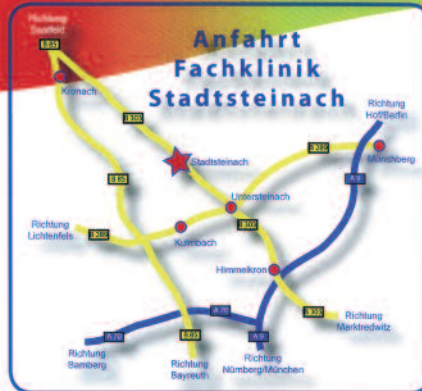 Richtung
Saalfeld
Anfahrt
Fachklinik
Stadtsteinach
B 85
Kronach
B 303
Richtung
Hof/Berlin
B 289
Münchberg
Stadtsteinach
B 85
A 9
Untersteinach
Richtung
Lichtenfels
B 289
Kulmbach
B 303
Himmelkron
A 70
A 70
B 85
A 9
B 303
Richtung
Marktredwitz
Richtung
Bamberg
Richtung
Bayreuth
Richtung
Nürnberg/München